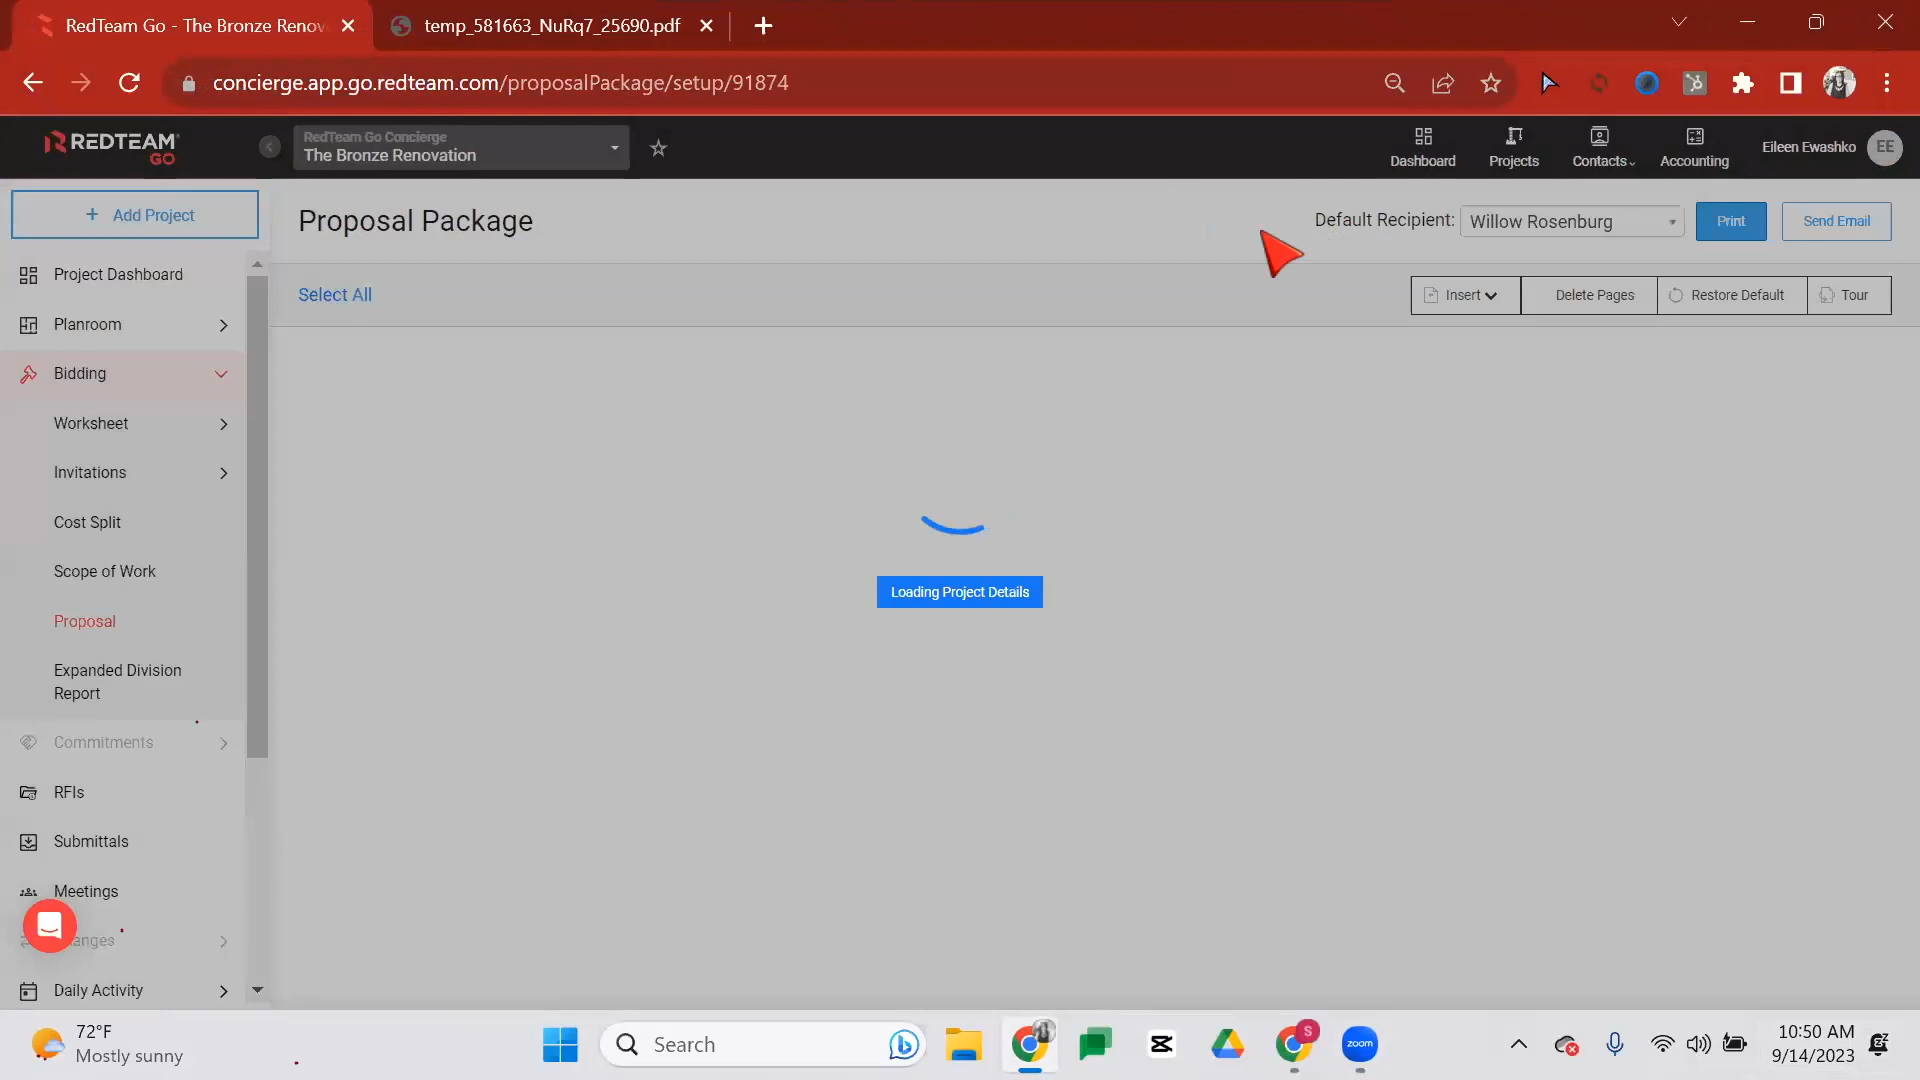 RedTeam Go - The Bronze Renov
temp_581663_NuRq7_25690.pdf
concierge.app.go.redteam.com/proposalPackage/setup/91874
REDTEAM
GO
RedTeam Go Concierge
The Bronze Renovation
Dashboard
Projects
Contacts
Accounting
Eileen Ewashko
EE
+ Add Project
Proposal Package
Default Recipient:
Willow Rosenburg
Print
Send Email
Select All
Insert
Delete Pages
Restore Default
Tour
Project Dashboard
Planroom
Bidding
Worksheet
Invitations
Cost Split
Scope of Work
Proposal
Expanded Division
Report
Commitments
RFIs
Submittals
Meetings
anges
Daily Activity
Loading Project Details
72°F
Mostly sunny
Search
S
zoom
10:50 AM
9/14/2023